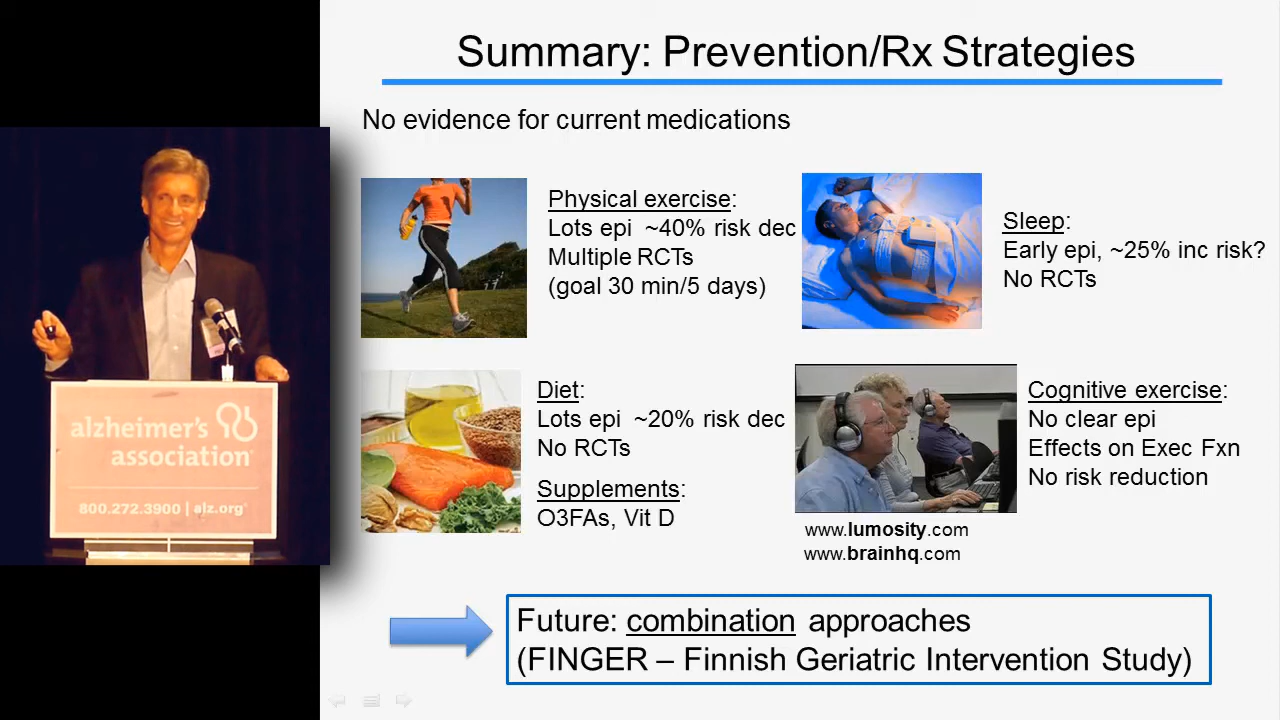 Summary: Prevention/Rx Strategies
No evidence for current medications
Physical exercise:
Lots epi ~40% risk dec
Multiple RCTs
(goal 30 min/5 days)
Sleep:
Early epi, ~25% inc risk?
No RCTs
Diet:
Lots epi ~20% risk dec
No RCTs
Supplements:
O3FAs, Vit D
Cognitive exercise:
No clear epi
Effects on Exec Fxn
No risk reduction
www.lumosity.com
www.brainhq.com
Future: combination approaches
(FINGER – Finnish Geriatric Intervention Study)
alzheimer's
association
800.272.3900 | alz.org